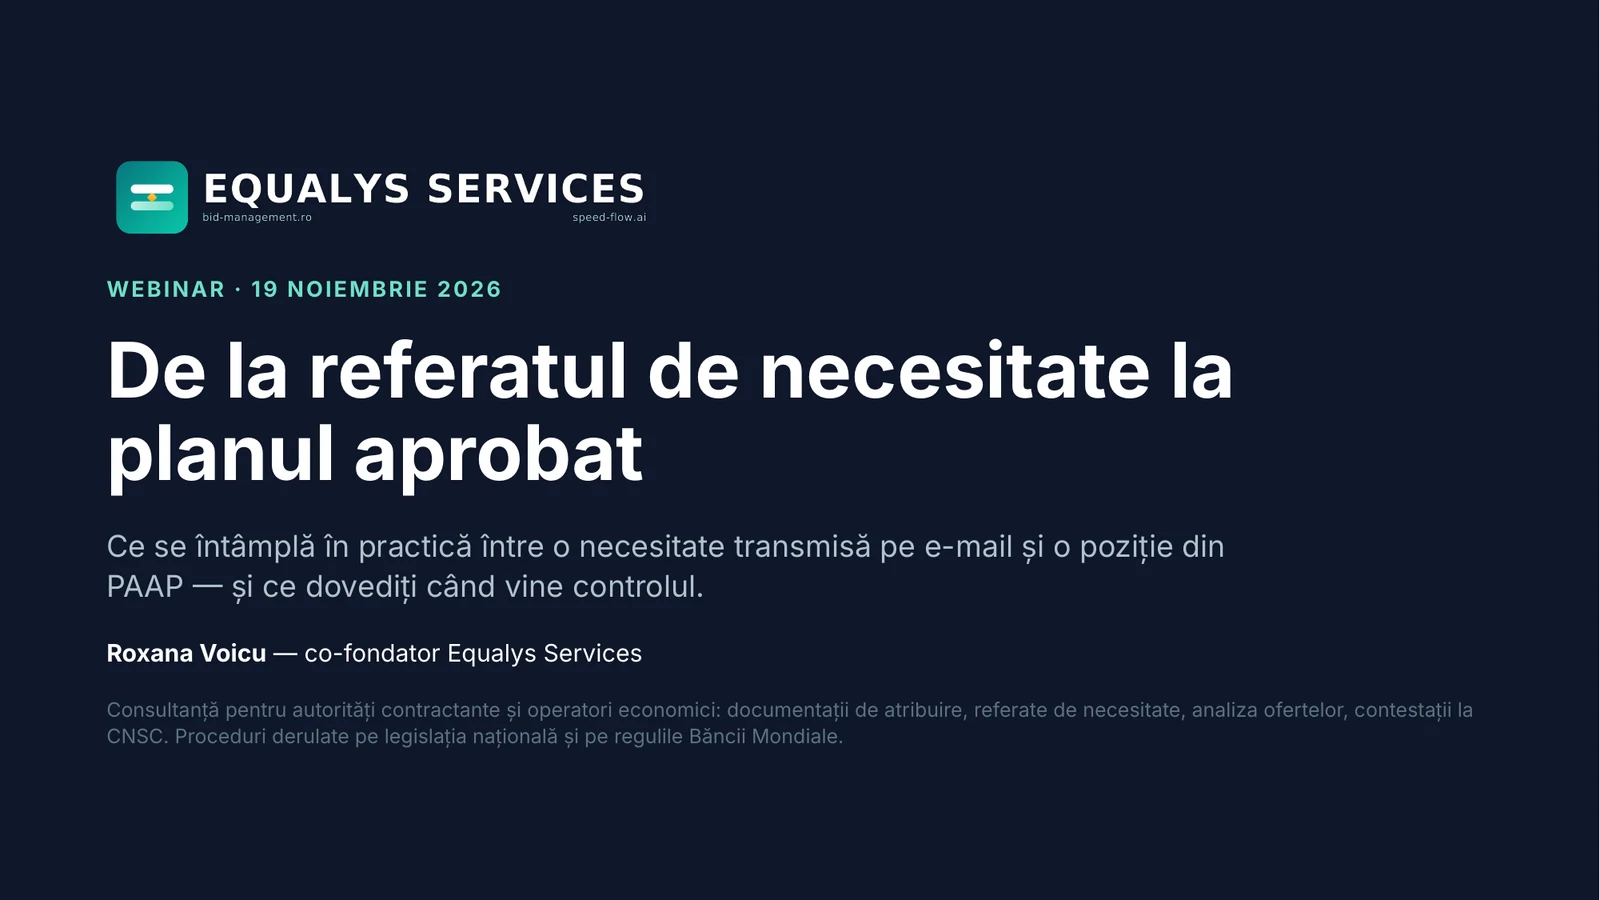 EQUALYS SERVICES
bid-management.ro speed-flow.ai
WEBINAR · 19 NOIEMBRIE 2026
De la referatul de necesitate la
planul aprobat
Ce se întâmplă în practică între o necesitate transmisă pe e-mail și o poziție din
PAAP — și ce dovediți când vine controlul.
Roxana Voicu — co-fondator Equalys Services
Consultanță pentru autorități contractante și operatori economici: documentații de atribuire, referate de necesitate, analiza ofertelor, contestații la
CNSC. Proceduri derulate pe legislația națională și pe regulile Băncii Mondiale.